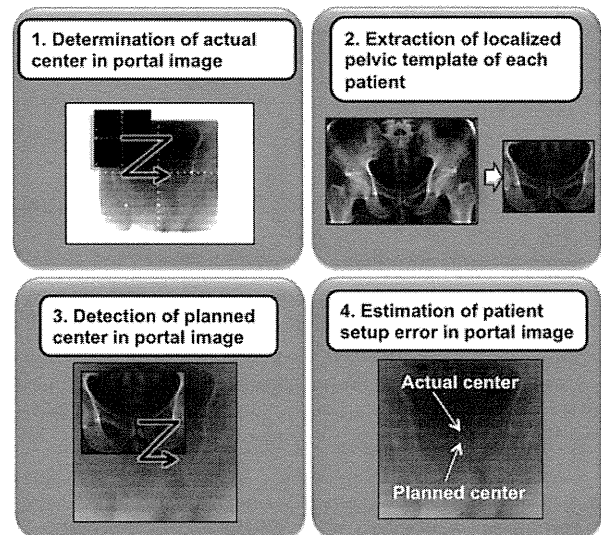 1. Determination of actual
center in portal image
2. Extraction of localized
pelvic template of each
patient
3. Detection of planned
center in portal image
4. Estimation of patient
setup error in portal image
Actual center
Planned center